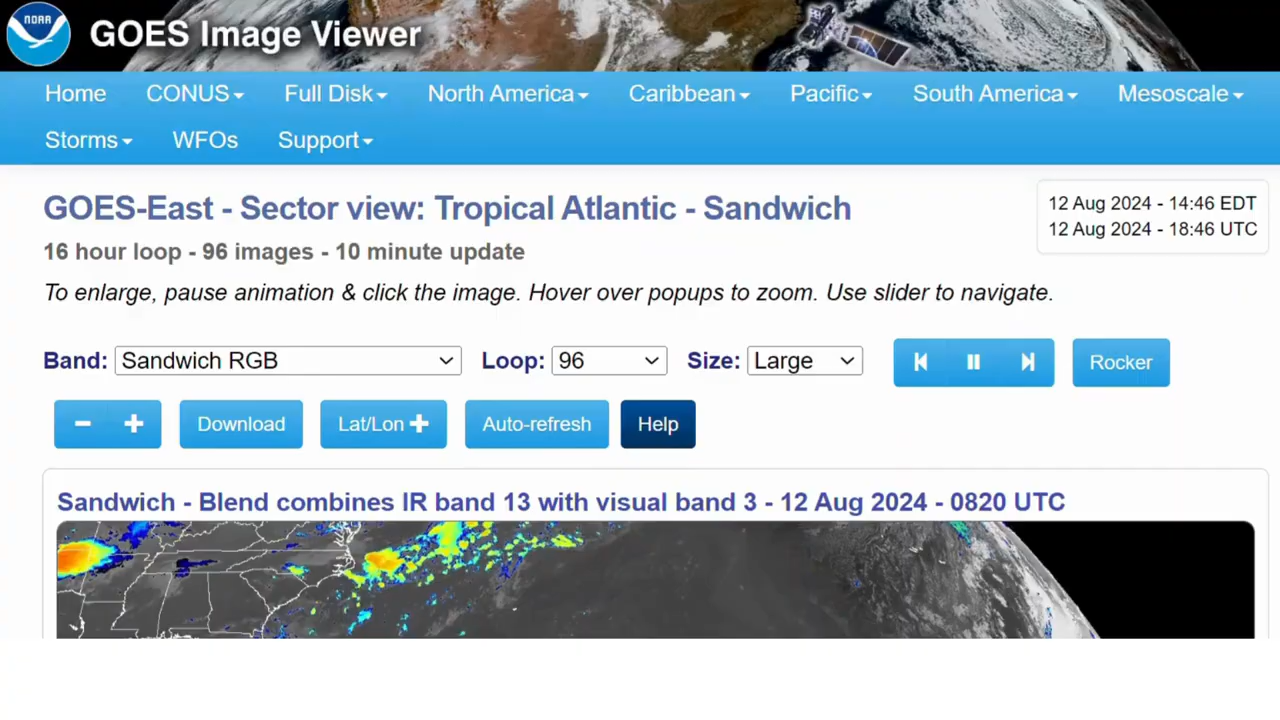 NOAA
GOES Image Viewer
Home CONUS Full Disk North America Caribbean Pacific South America Mesoscale
Storms WFOs Support
GOES-East - Sector view: Tropical Atlantic - Sandwich
12 Aug 2024 - 14:46 EDT
12 Aug 2024 - 18:46 UTC
16 hour loop - 96 images - 10 minute update
To enlarge, pause animation & click the image. Hover over popups to zoom. Use slider to navigate.
Band: Sandwich RGB Loop: 96 Size: Large Rocker
Download Lat/Lon Auto-refresh Help
Sandwich - Blend combines IR band 13 with visual band 3 - 12 Aug 2024 - 0820 UTC